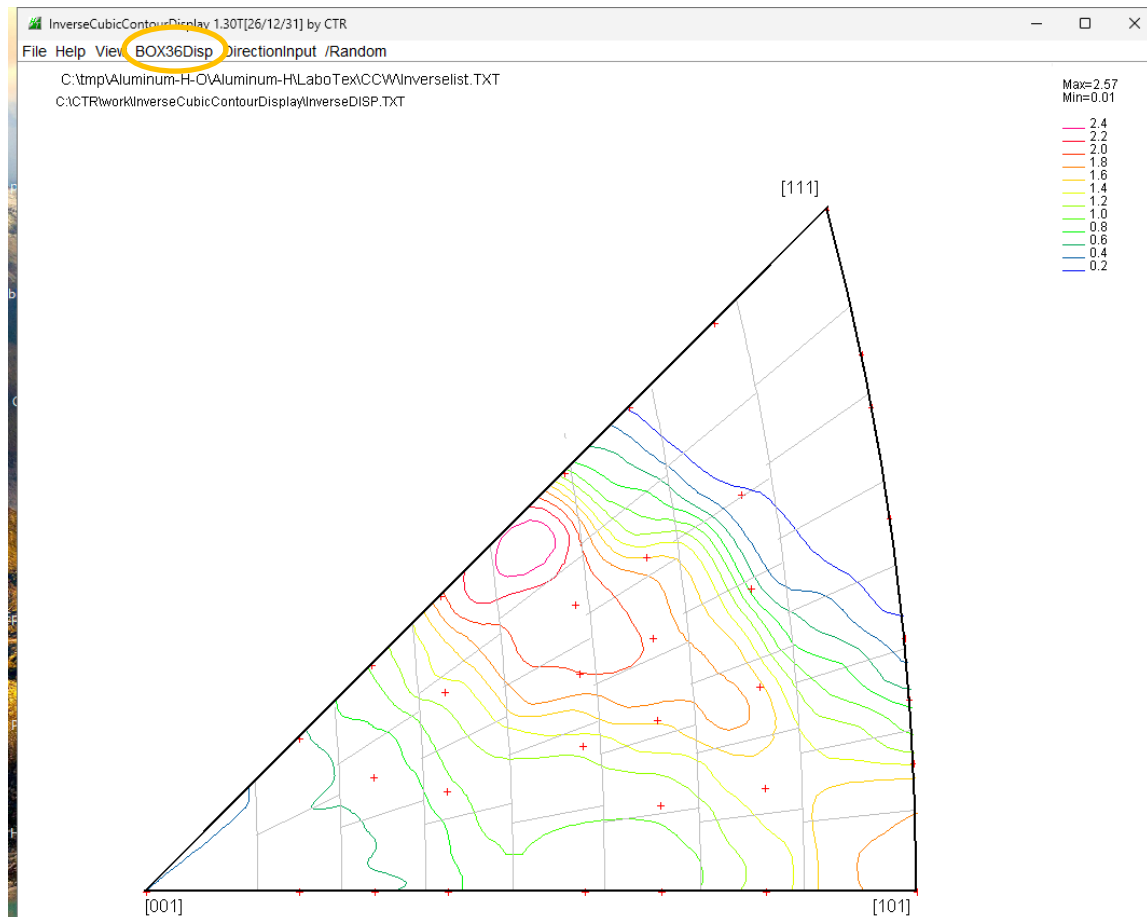 InverseCubicContourDisplay 1.30T[26/12/31] by CTR
File Help View BOX36Disp DirectionInput /Random
C:\tmp\Aluminum-H-O\Aluminum-H\LaboTex\CCW\Inverselist.TXT
C:\CTR\work\InverseCubicContourDisplay\InverseDISP.TXT
Max=2.57
Min=0.01
2.4
2.2
2.0
1.8
1.6
1.4
1.2
1.0
0.8
0.6
0.4
0.2
[111]
[001]
[101]